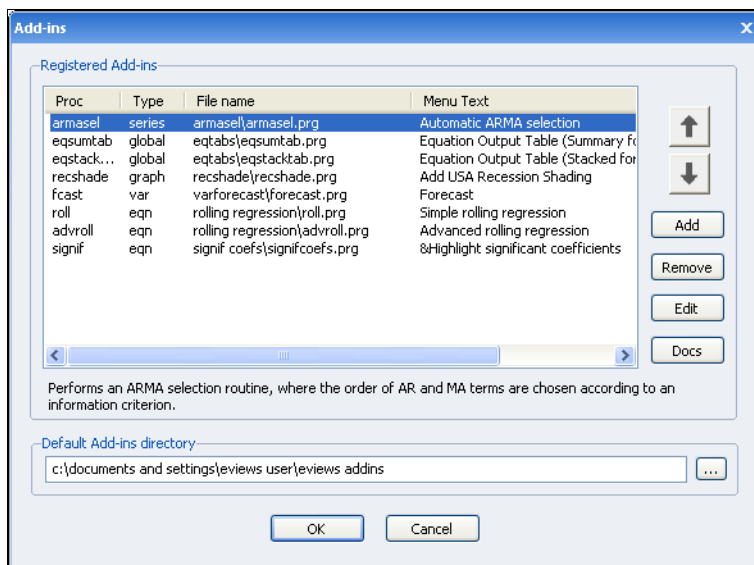 Add-ins
Registered Add-ins
Proc Type File name Menu Text
armasel series armasel\armasel.prg Automatic ARMA selection
eqsumtab global eqtabs\eqsumtab.prg Equation Output Table (Summary fo
eqstack... global eqtabs\eqstacktab.prg Equation Output Table (Stacked for
recshade graph recshade\recshade.prg Add USA Recession Shading
fcast var varforecast\forecast.prg Forecast
roll eqn rolling regression\roll.prg Simple rolling regression
advroll eqn rolling regression\advroll.prg Advanced rolling regression
signif eqn signif coefs\signifcoefs.prg &Highlight significant coefficients
Add
Remove
Edit
Docs
Performs an ARMA selection routine, where the order of AR and MA terms are chosen according to an
information criterion.
Default Add-ins directory
c:\documents and settings\eviews user\eviews addins
...
OK Cancel